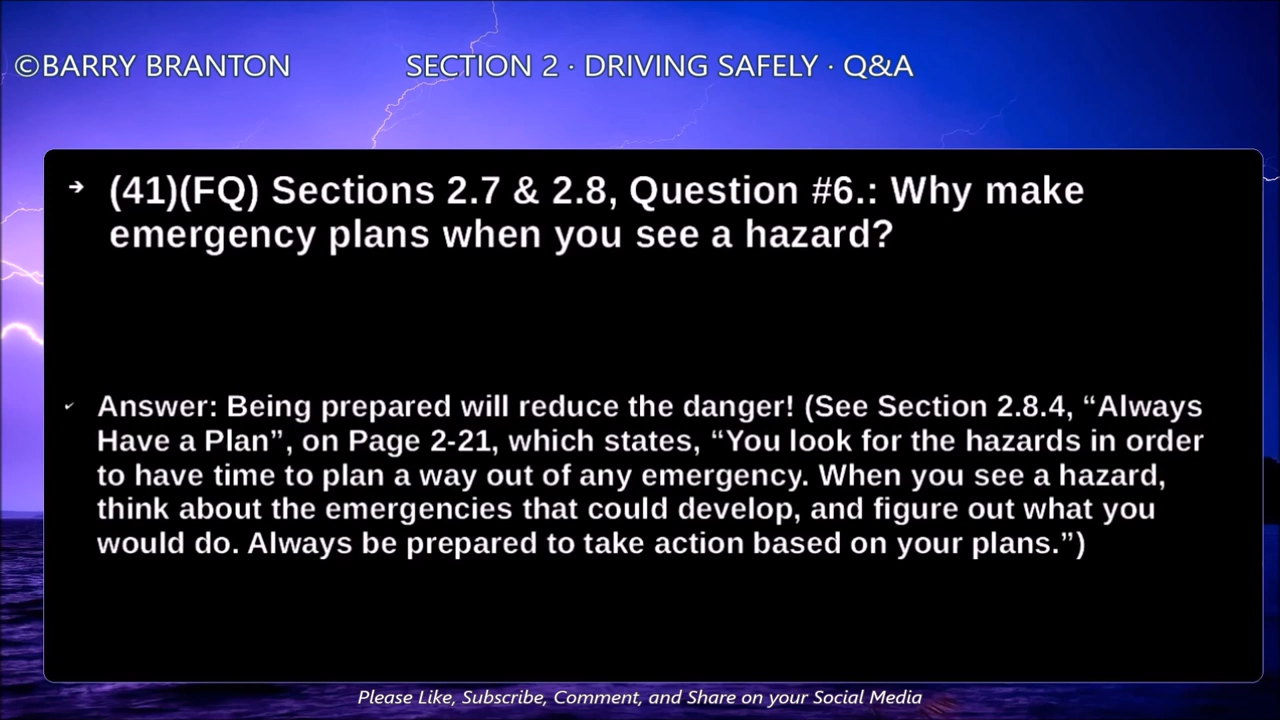 ©BARRY BRANTON
SECTION 2 · DRIVING SAFELY · Q&A
(41)(FQ) Sections 2.7 & 2.8, Question #6.: Why make
emergency plans when you see a hazard?
Answer: Being prepared will reduce the danger! (See Section 2.8.4, “Always
Have a Plan”, on Page 2-21, which states, “You look for the hazards in order
to have time to plan a way out of any emergency. When you see a hazard,
think about the emergencies that could develop, and figure out what you
would do. Always be prepared to take action based on your plans.”)
Please Like, Subscribe, Comment, and Share on your Social Media